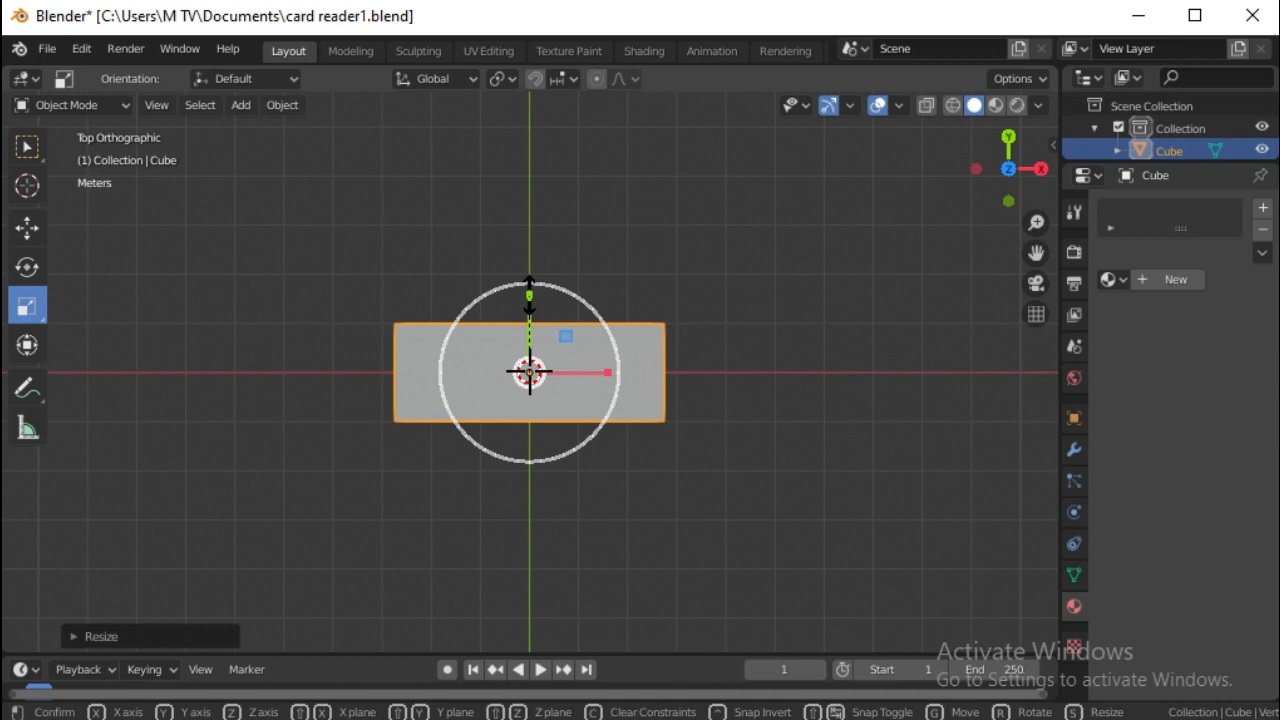 Blender* [C:\Users\M TV\Documents\card reader1.blend]
File Edit Render Window Help Layout Modeling Sculpting UV Editing Texture Paint Shading Animation Rendering Scene View Layer
Orientation: Default Global Options
Object Mode View Select Add Object
Scene Collection
Collection
Cube
Cube
Top Orthographic
(1) Collection | Cube
Meters
Y
Z
X
New
Resize
Activate Windows
Go to Settings to activate Windows.
Playback Keying View Marker 1 Start 1 End 250
Confirm X X axis Y Y axis Z Z axis X X plane Y Y plane Z Z plane C Clear Constraints Snap Invert Snap Toggle G Move R Rotate S Resize Collection | Cube | Vert